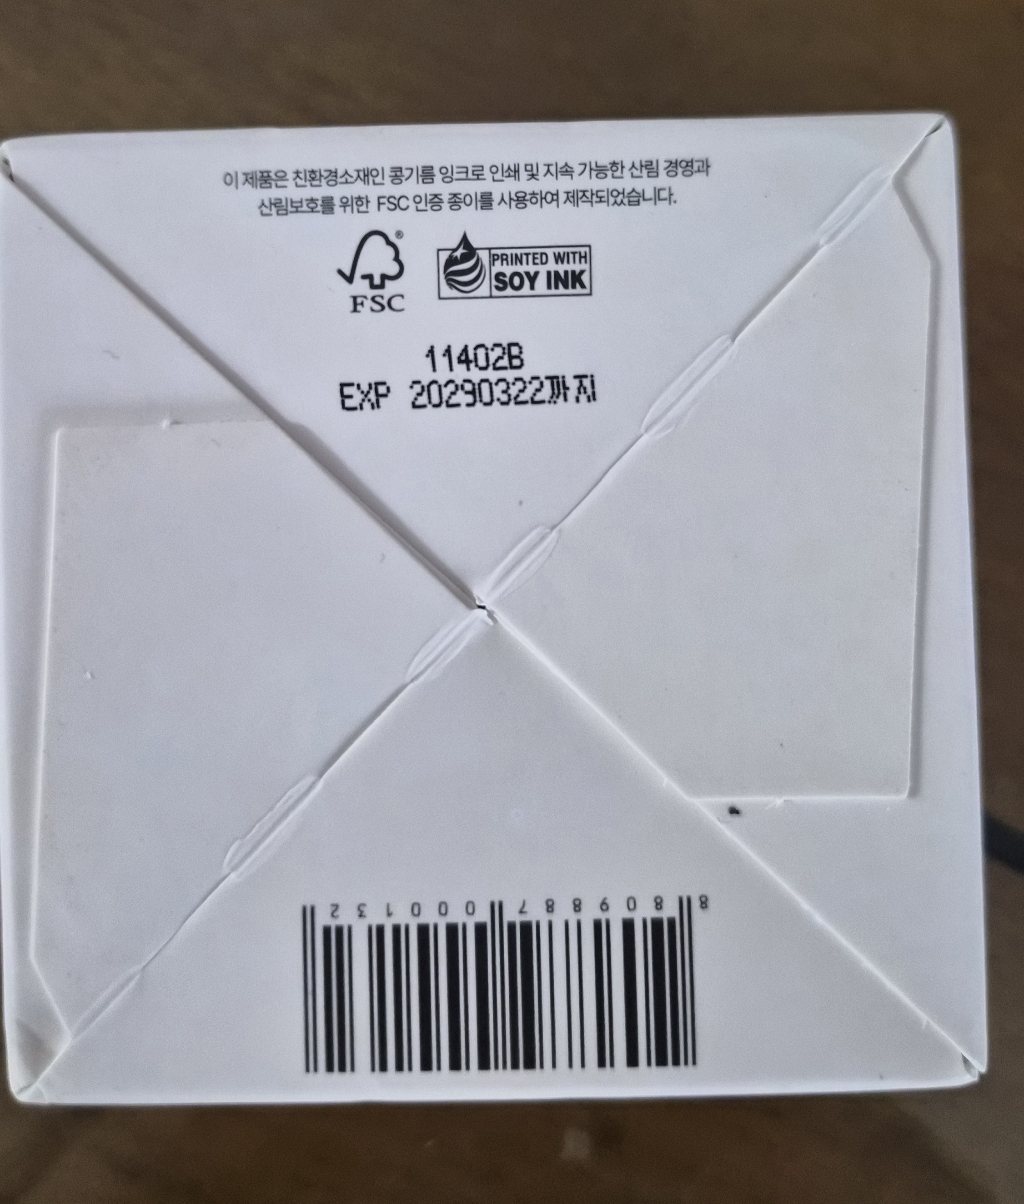 이 제품은 친환경소재인 콩기름 잉크로 인쇄 및 지속 가능한 산림 경영과
산림보호를 위한 FSC 인증 종이를 사용하여 제작되었습니다.
®
FSC
PRINTED WITH
SOY INK
11402B
EXP 20290322까지
8 809887 000132